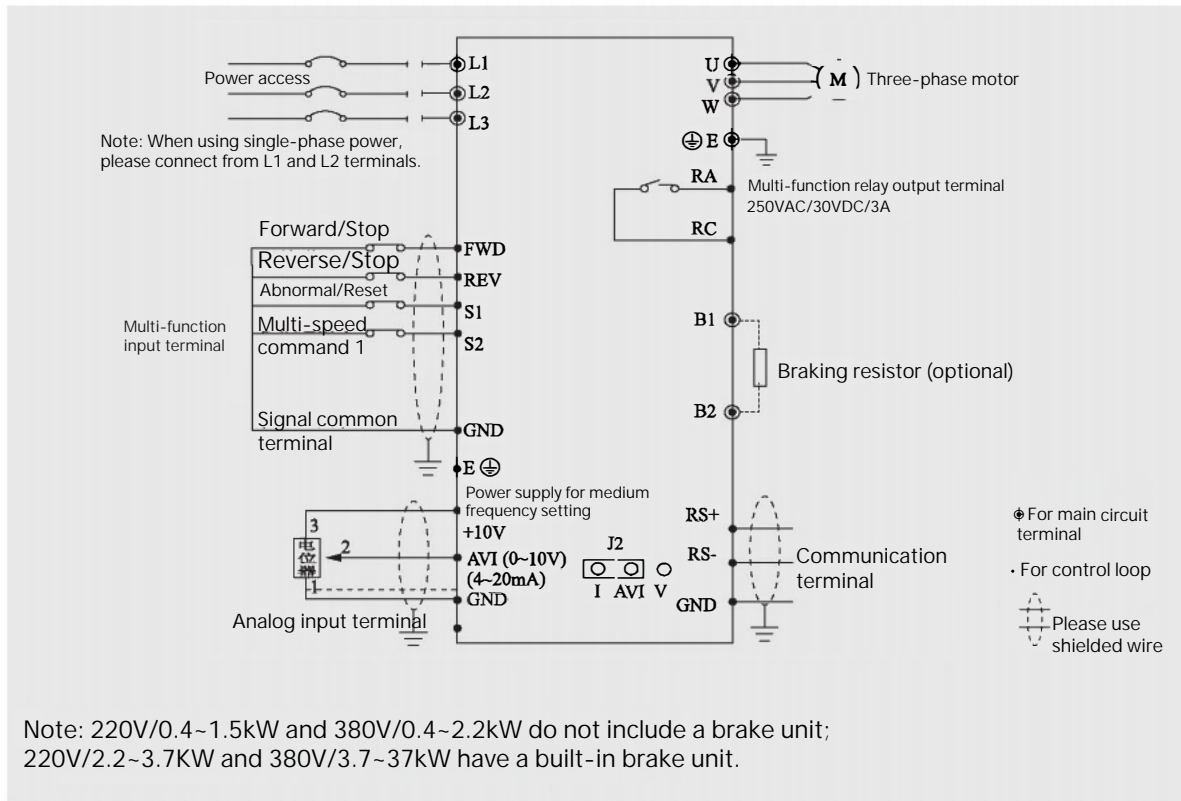 L1
Power access
L2
L3
Note: When using single-phase power,
please connect from L1 and L2 terminals.
U
V
W
M
Three-phase motor
E
RA
Multi-function relay output terminal
250VAC/30VDC/3A
RC
Forward/Stop
FWD
Reverse/Stop
REV
Abnormal/Reset
S1
Multi-function
input terminal
Multi-speed
command 1
S2
Signal common
terminal
GND
E
B1
Braking resistor (optional)
B2
Power supply for medium
frequency setting
+10V
3
电位器
2
1
AVI (0~10V)
(4~20mA)
GND
Analog input terminal
J2
I AVI V
RS+
RS-
Communication
terminal
GND
For main circuit
terminal
For control loop
Please use
shielded wire
Note: 220V/0.4~1.5kW and 380V/0.4~2.2kW do not include a brake unit;
220V/2.2~3.7KW and 380V/3.7~37kW have a built-in brake unit.